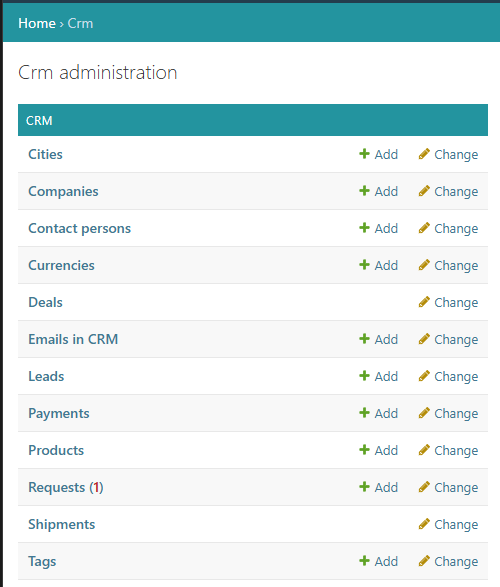 Home › Crm
Crm administration
CRM
Cities Add Change
Companies Add Change
Contact persons Add Change
Currencies Add Change
Deals Change
Emails in CRM Add Change
Leads Add Change
Payments Add Change
Products Add Change
Requests (1) Add Change
Shipments Change
Tags Add Change